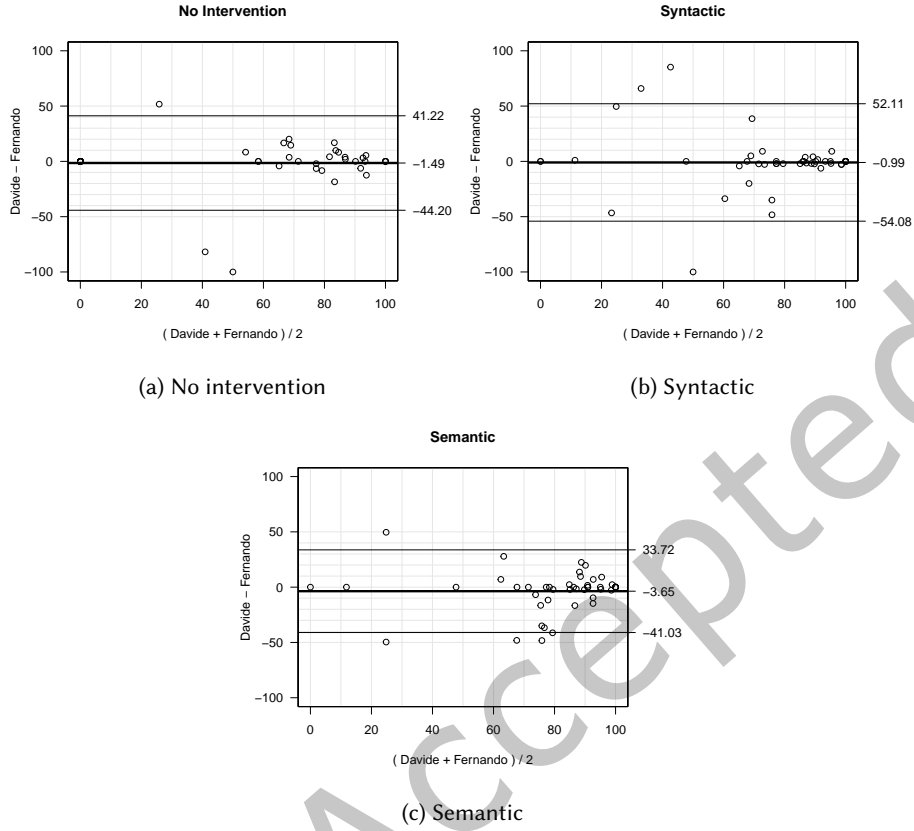 No Intervention
100
50
0
−50
−100
Davide − Fernando
41.22
−1.49
−44.20
0 20 40 60 80 100
( Davide + Fernando ) / 2
(a) No intervention
Syntactic
100
50
0
−50
−100
Davide − Fernando
52.11
−0.99
−54.08
0 20 40 60 80 100
( Davide + Fernando ) / 2
(b) Syntactic
Semantic
100
50
0
−50
−100
Davide − Fernando
33.72
−3.65
−41.03
0 20 40 60 80 100
( Davide + Fernando ) / 2
(c) Semantic
Accepted